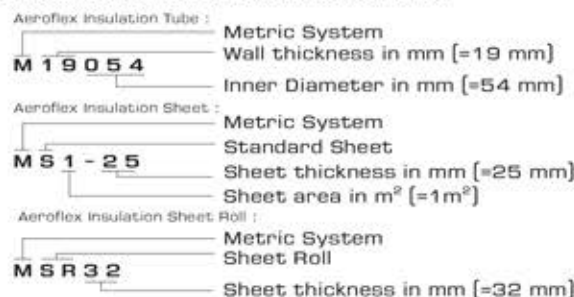 Aeroflex Insulation Tube :
Metric System
Wall thickness in mm (=19 mm)
M 1 9 0 5 4
Inner Diameter in mm (=54 mm)
Aeroflex Insulation Sheet :
Metric System
Standard Sheet
M S 1 - 2 5
Sheet thickness in mm (=25 mm)
Sheet area in m² (=1m²)
Aeroflex Insulation Sheet Roll :
Metric System
Sheet Roll
M S R 3 2
Sheet thickness in mm (=32 mm)